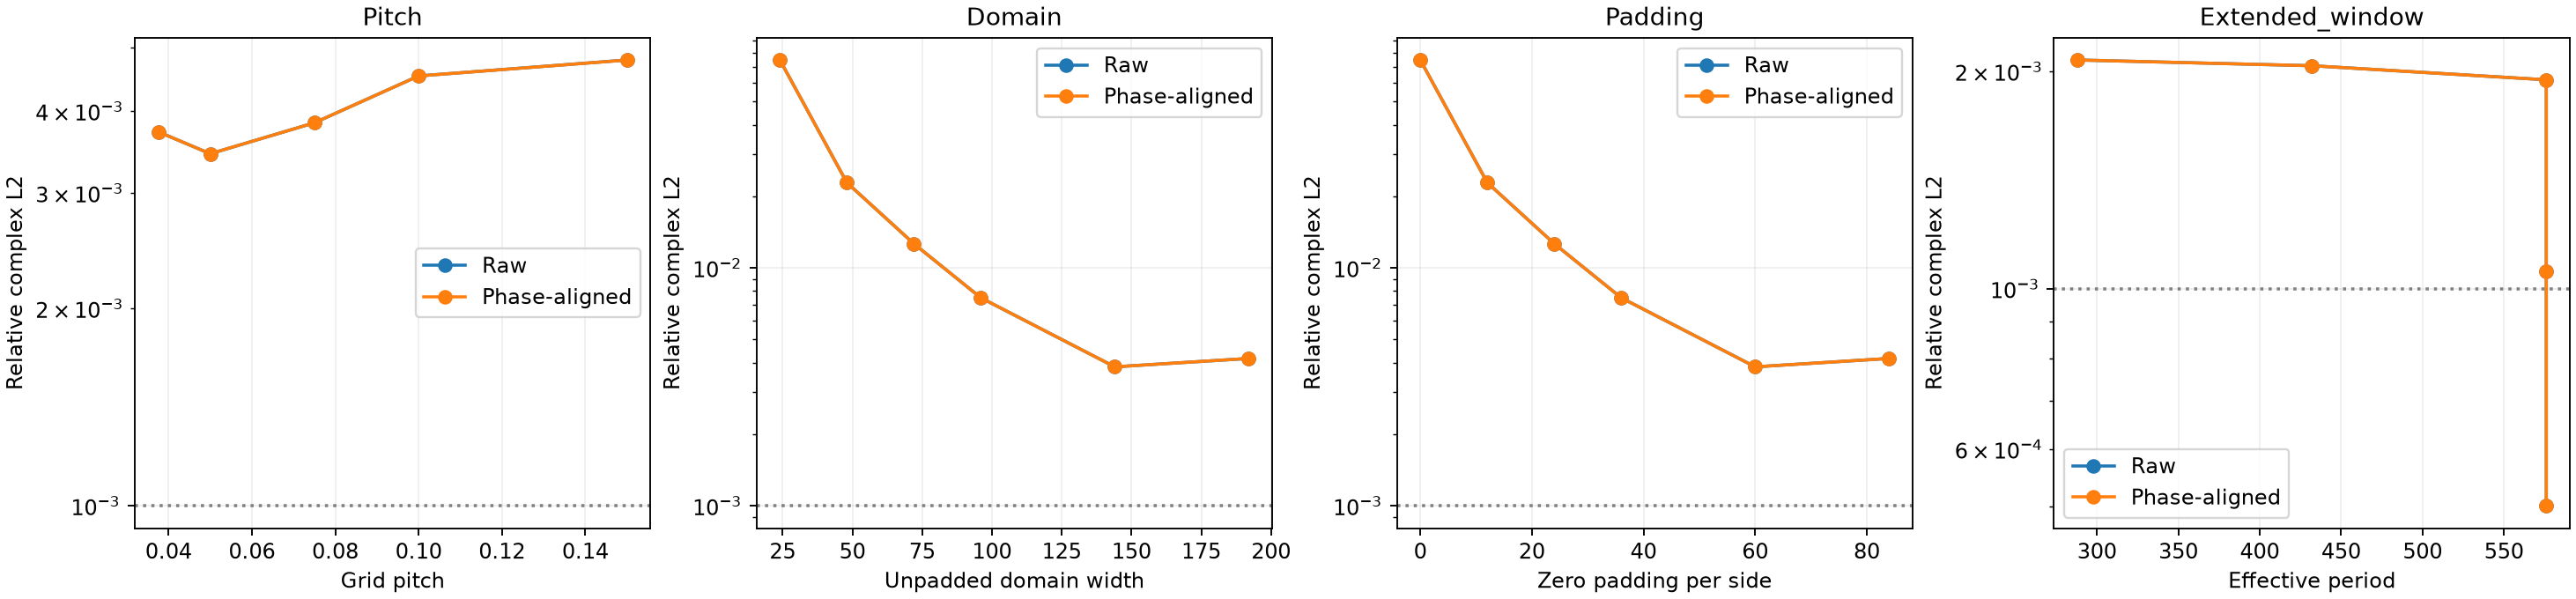 Pitch
Relative complex L2
4 × 10⁻³
3 × 10⁻³
2 × 10⁻³
10⁻³
Raw
Phase-aligned
0.04 0.06 0.08 0.10 0.12 0.14
Grid pitch
Domain
Relative complex L2
10⁻²
10⁻³
Raw
Phase-aligned
25 50 75 100 125 150 175 200
Unpadded domain width
Padding
Relative complex L2
10⁻²
10⁻³
Raw
Phase-aligned
0 20 40 60 80
Zero padding per side
Extended_window
Relative complex L2
2 × 10⁻³
10⁻³
6 × 10⁻⁴
Raw
Phase-aligned
300 350 400 450 500 550
Effective period